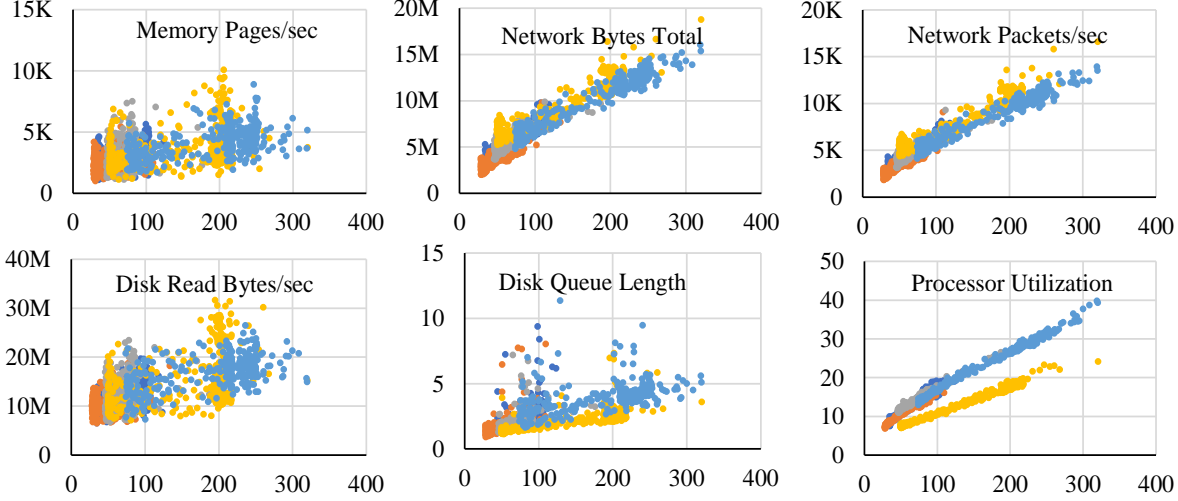 Memory Pages/sec
15K
10K
5K
0
0 100 200 300 400
Network Bytes Total
20M
15M
10M
5M
0
0 100 200 300 400
Network Packets/sec
20K
15K
10K
5K
0
0 100 200 300 400
Disk Read Bytes/sec
40M
30M
20M
10M
0
0 100 200 300 400
Disk Queue Length
15
10
5
0
0 100 200 300 400
Processor Utilization
50
40
30
20
10
0
0 100 200 300 400